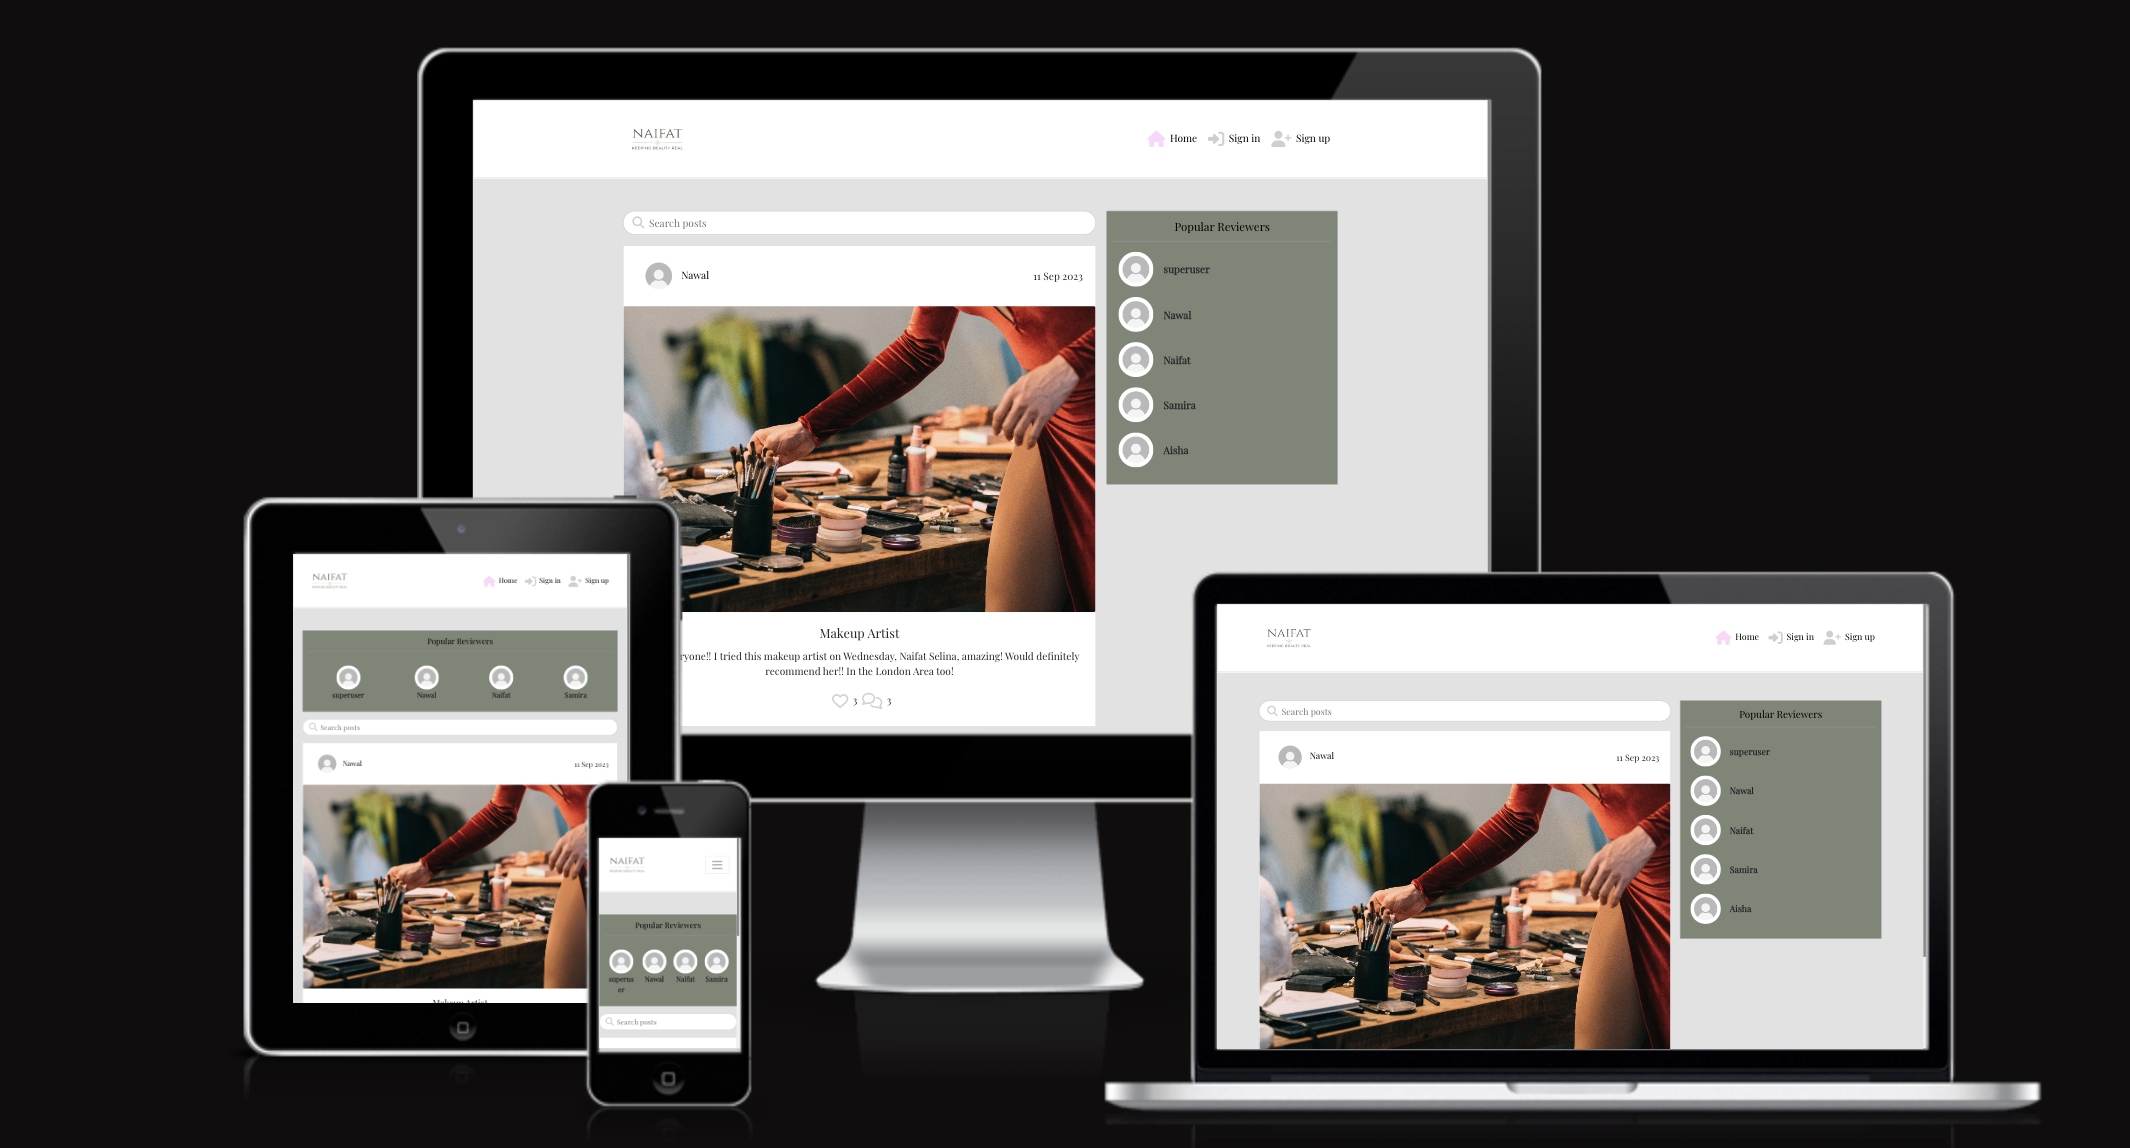 NAIFAT
KEEPING BEAUTY REAL
Home Sign in Sign up
Search posts
Popular Reviewers
Nawal
11 Sep 2023
superuser
Nawal
Naifat
Samira
Aisha
Makeup Artist
ryone!! I tried this makeup artist on Wednesday, Naifat Selina, amazing! Would definitely
recommend her!! In the London Area too!
3 3
NAIFAT
Home Sign in Sign up
Popular Reviewers
superuser Nawal Naifat Samira
Search posts
Nawal
11 Sep 2023
Makeup Artist
NAIFAT
Popular Reviewers
superus Nawal Naifat Samira
er
Search posts
NAIFAT
KEEPING BEAUTY REAL
Home Sign in Sign up
Search posts
Popular Reviewers
Nawal
11 Sep 2023
superuser
Nawal
Naifat
Samira
Aisha